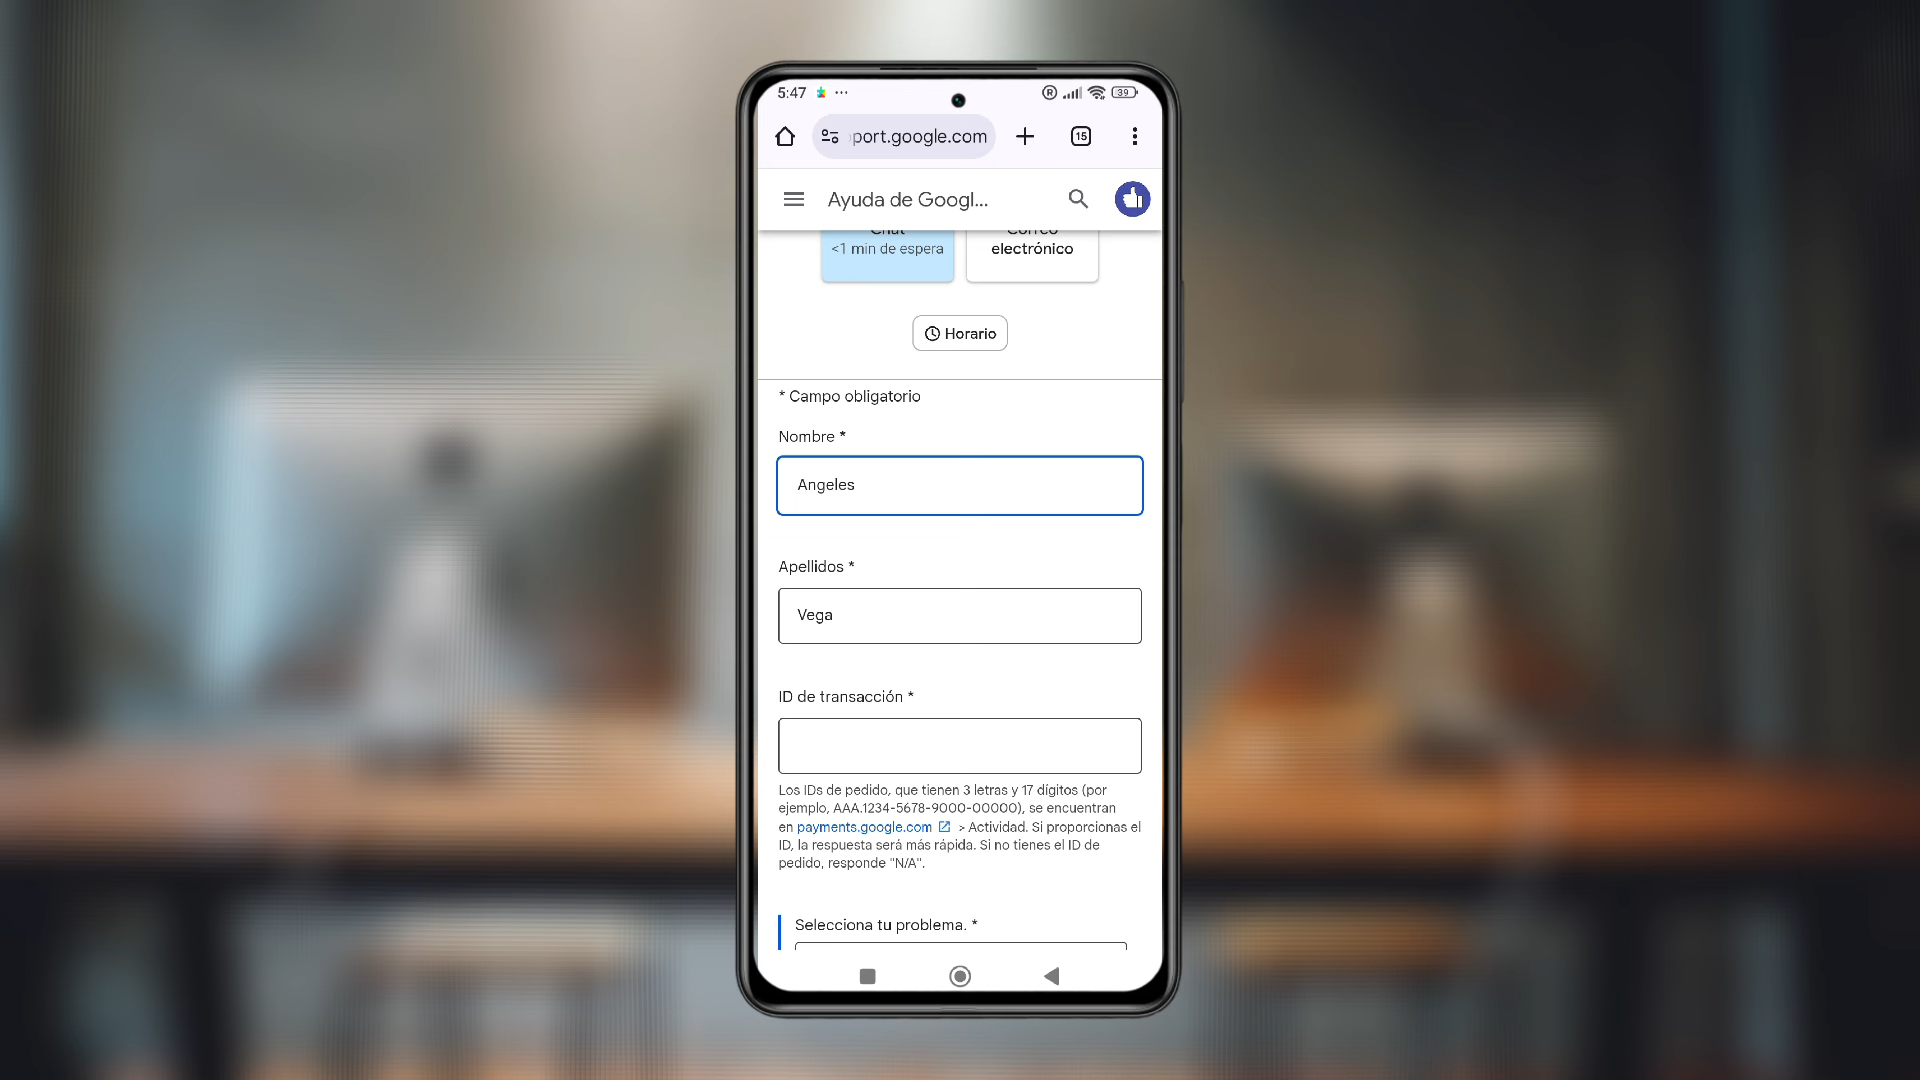 5:47
39
port.google.com
15
Ayuda de Googl...
Chat
<1 min de espera
Correo
electrónico
Horario
* Campo obligatorio
Nombre *
Angeles
Apellidos *
Vega
ID de transacción *
Los IDs de pedido, que tienen 3 letras y 17 dígitos (por
ejemplo, AAA.1234-5678-9000-00000), se encuentran
en payments.google.com > Actividad. Si proporcionas el
ID, la respuesta será más rápida. Si no tienes el ID de
pedido, responde "N/A".
Selecciona tu problema. *